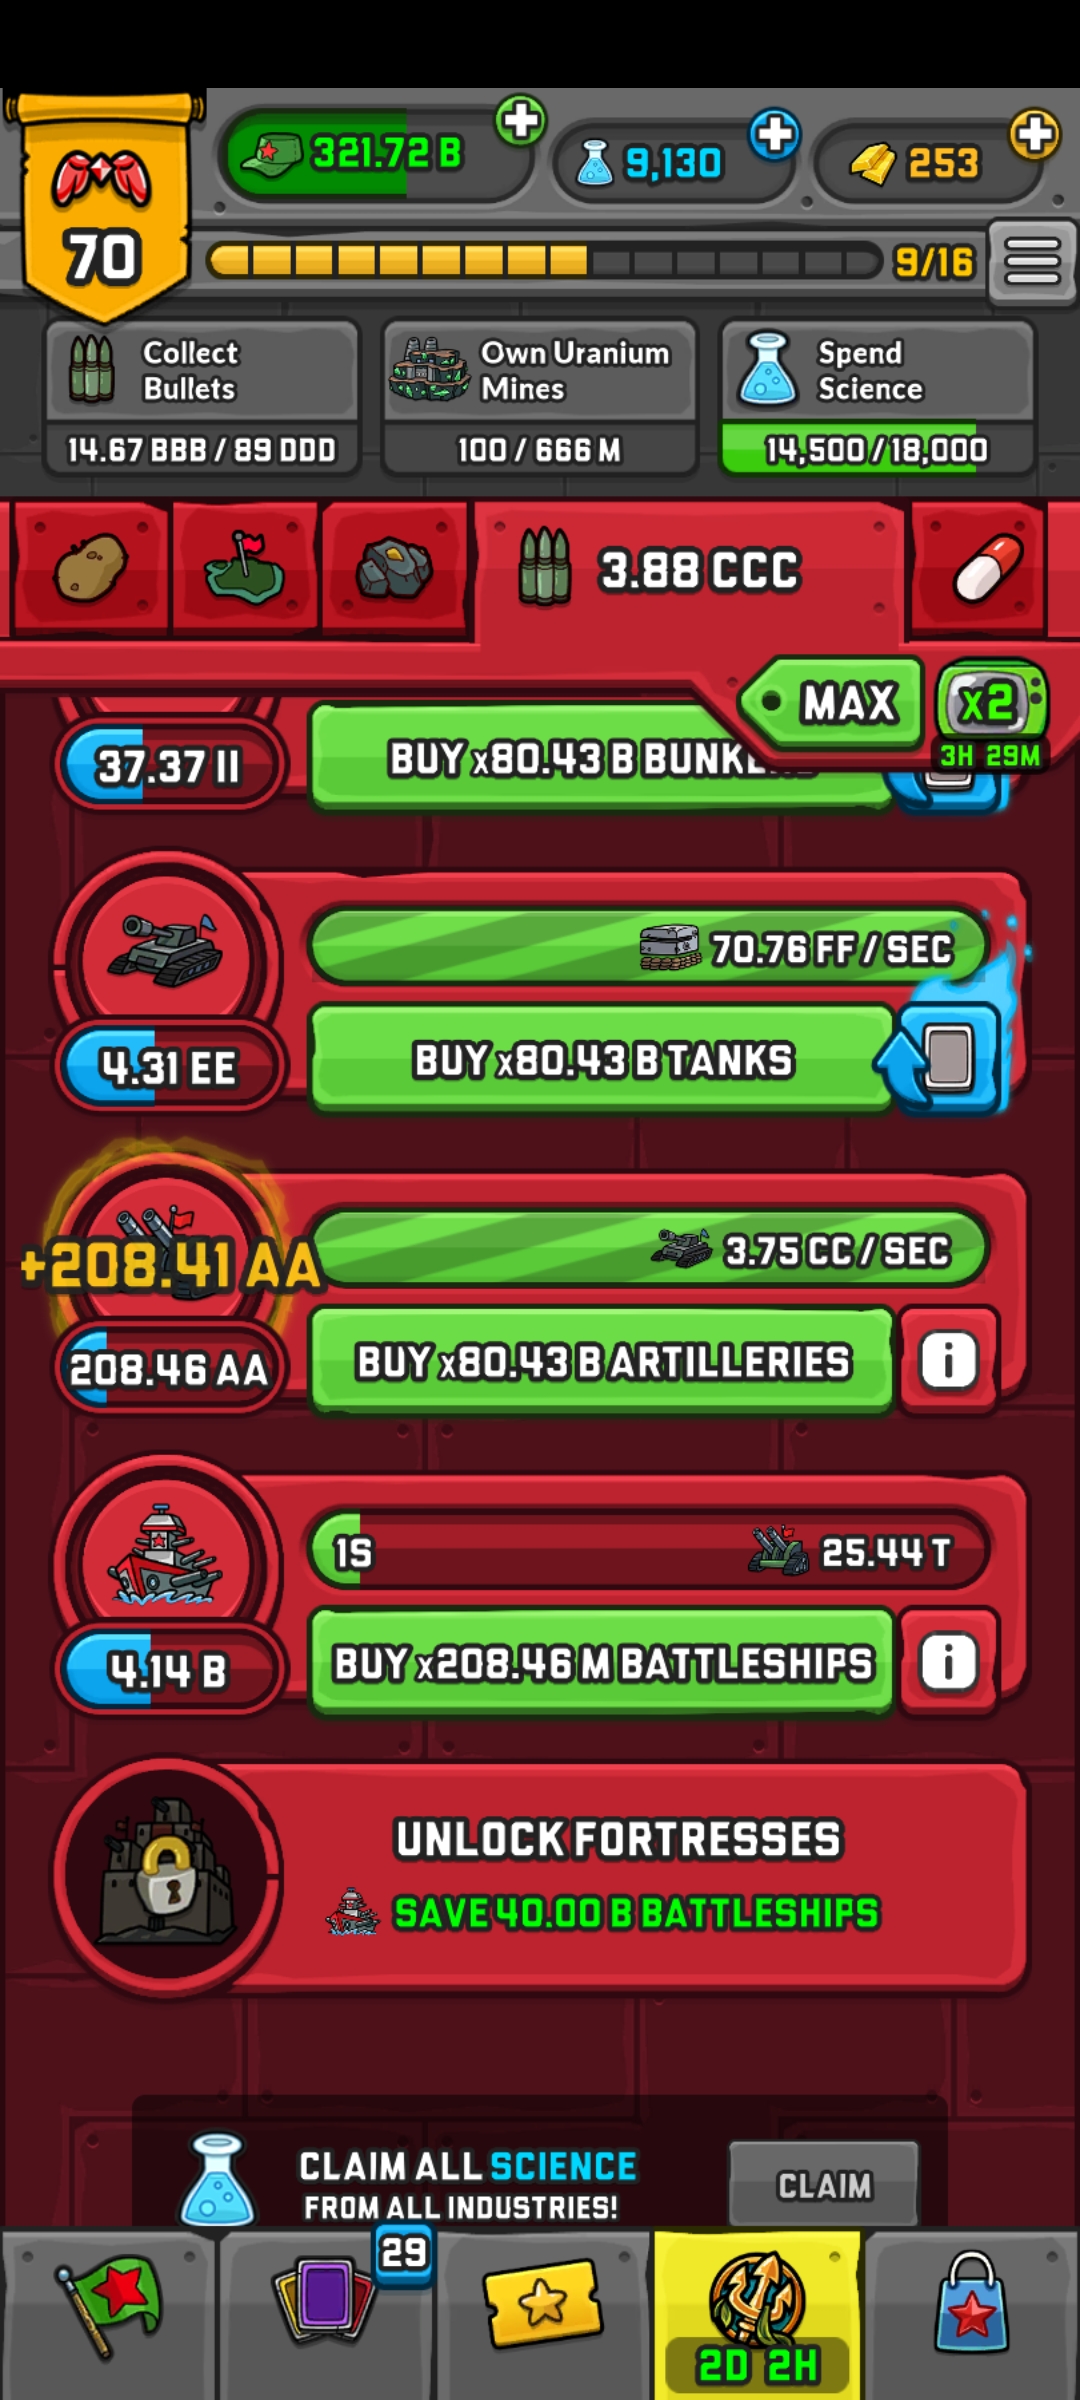 321.72 B
9,130
253
70
9/16
Collect
Bullets
14.67 BBB / 89 DDD
Own Uranium
Mines
100 / 666 M
Spend
Science
14,500/18,000
3.88 CCC
MAX
x2
3H 29M
37.37 II
BUY x80.43 B
70.76 FF / SEC
4.31 EE
BUY x80.43 B TANKS
+208.41 AA
3.75 CC / SEC
208.46 AA
BUY x80.43 B ARTILLERIES
i
1S
25.44 T
4.14 B
BUY x208.46 M BATTLESHIPS
i
UNLOCK FORTRESSES
SAVE 40.00 B BATTLESHIPS
CLAIM ALL SCIENCE
FROM ALL INDUSTRIES!
CLAIM
29
2D 2H